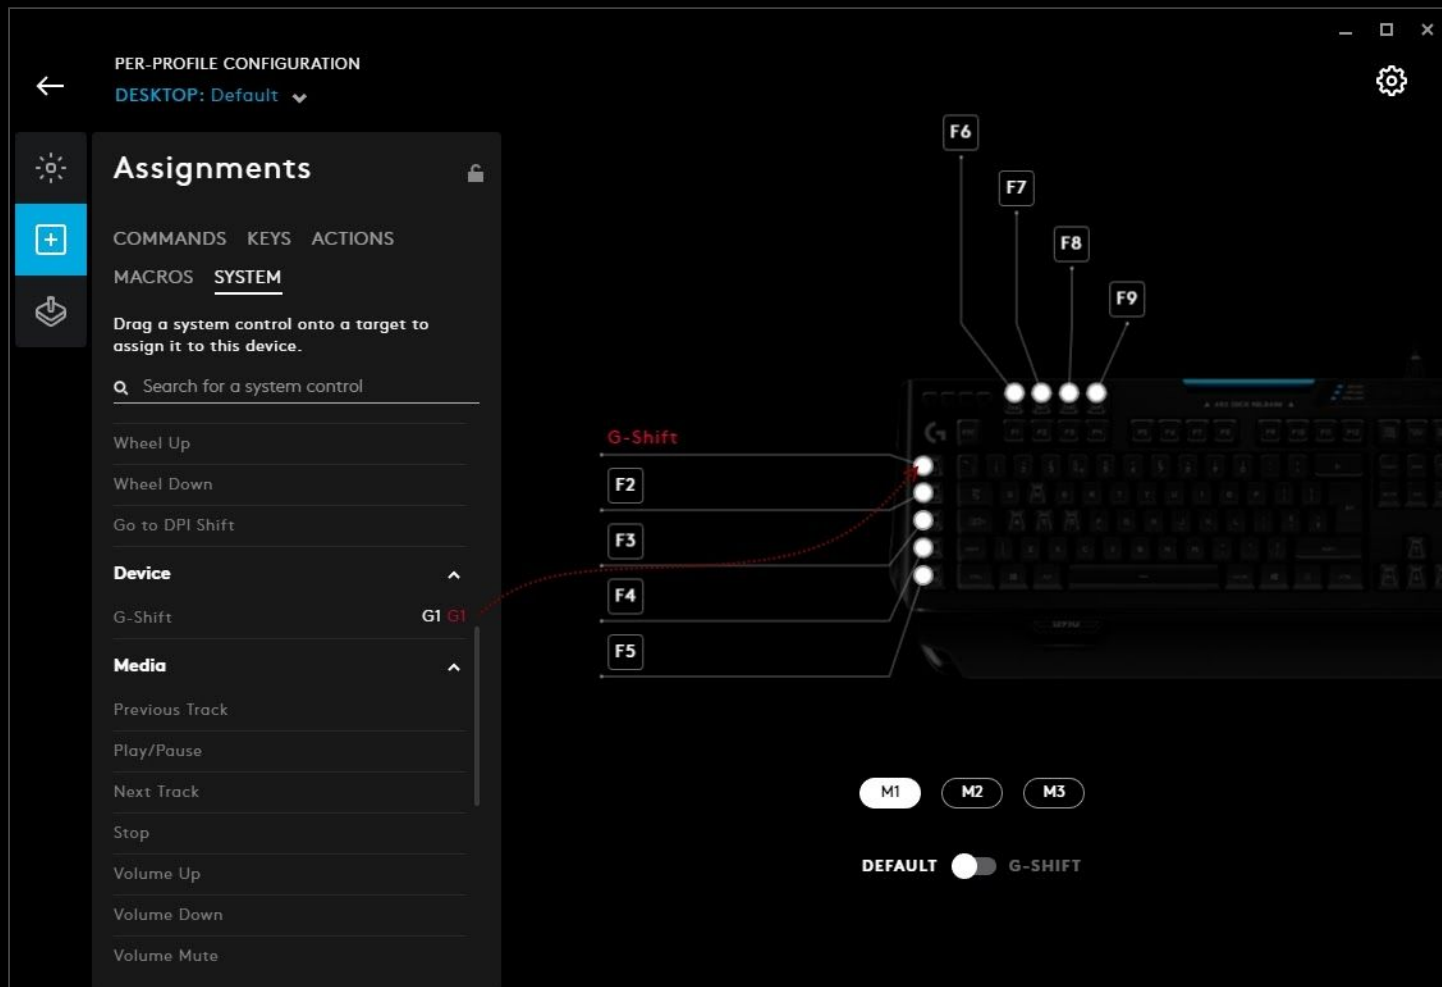 PER-PROFILE CONFIGURATION
DESKTOP: Default
Assignments
COMMANDS KEYS ACTIONS
MACROS SYSTEM
Drag a system control onto a target to
assign it to this device.
Search for a system control
Wheel Up
Wheel Down
Go to DPI Shift
Device
G-Shift G1 G1
Media
Previous Track
Play/Pause
Next Track
Stop
Volume Up
Volume Down
Volume Mute
F6
F7
F8
F9
G-Shift
F2
F3
F4
F5
M1 M2 M3
DEFAULT G-SHIFT